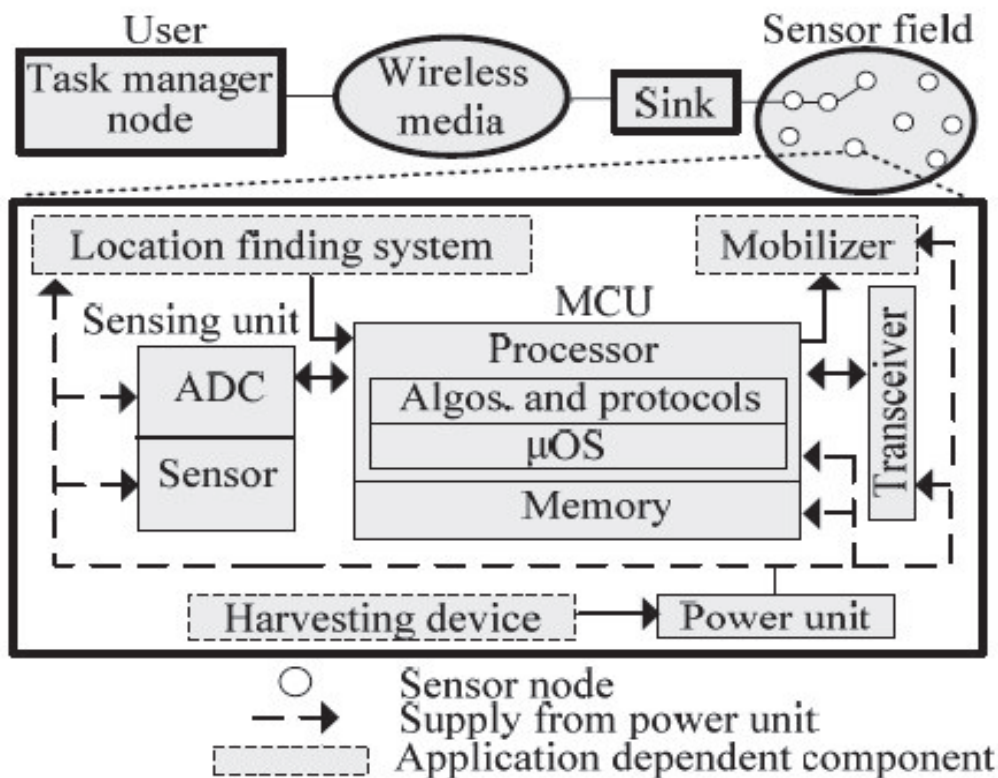 User
Sensor field
Task manager
node
Wireless
media
Sink
Location finding system
Mobilizer
Sensing unit
MCU
ADC
Sensor
Processor
Algos. and protocols
μOS
Memory
Transceiver
Harvesting device
Power unit
Sensor node
Supply from power unit
Application dependent component